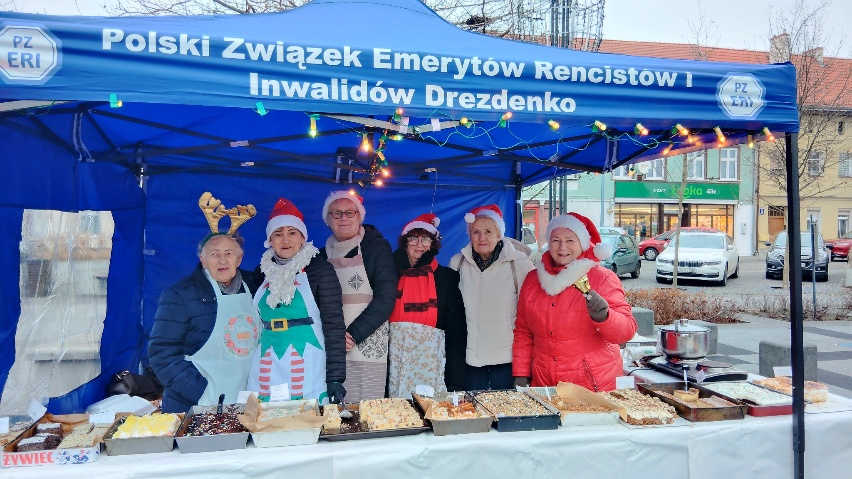 PZ
ERI
Polski Związek Emerytów Rencistów I
Inwalidów Drezdenko
PZ
ERI
żabka
ŻYWIEC